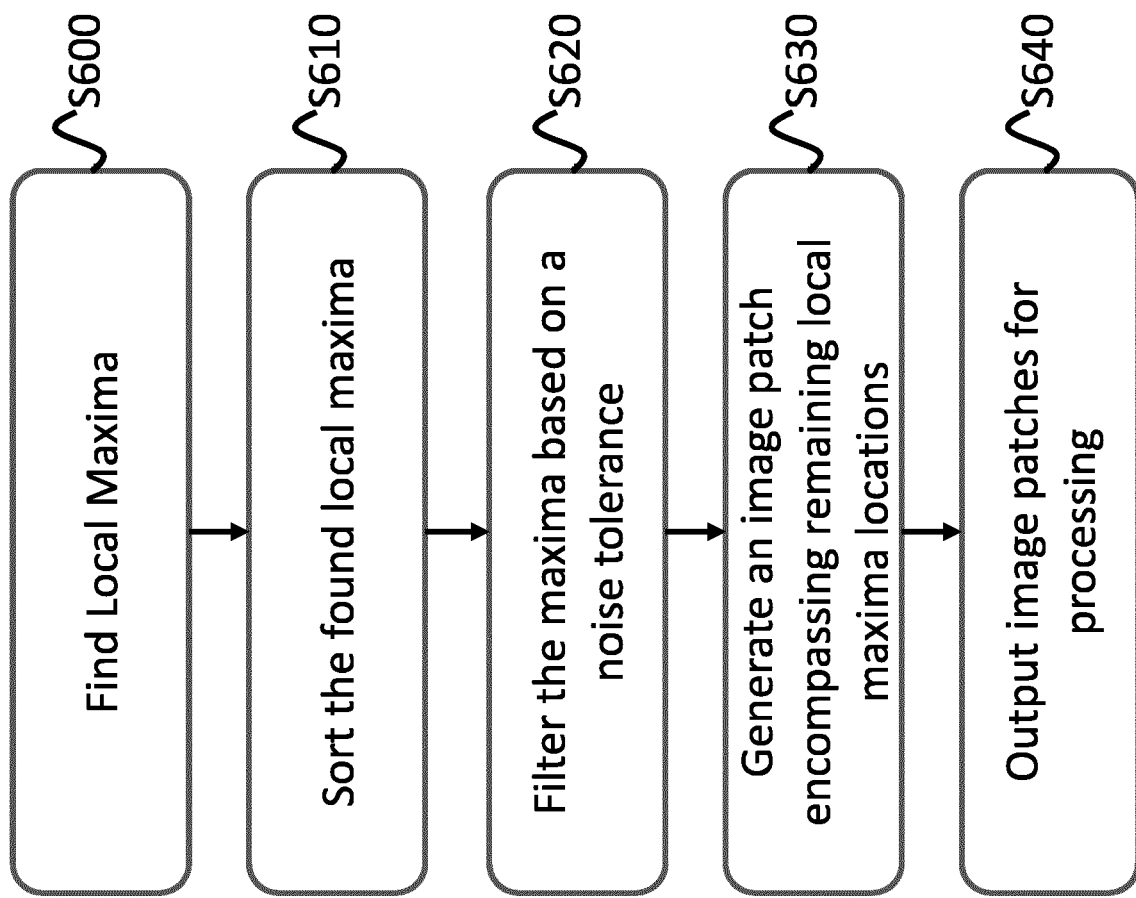 Find Local Maxima
S600
Sort the found local maxima
S610
Filter the maxima based on a
noise tolerance
S620
Generate an image patch
encompassing remaining local
maxima locations
S630
Output image patches for
processing
S640